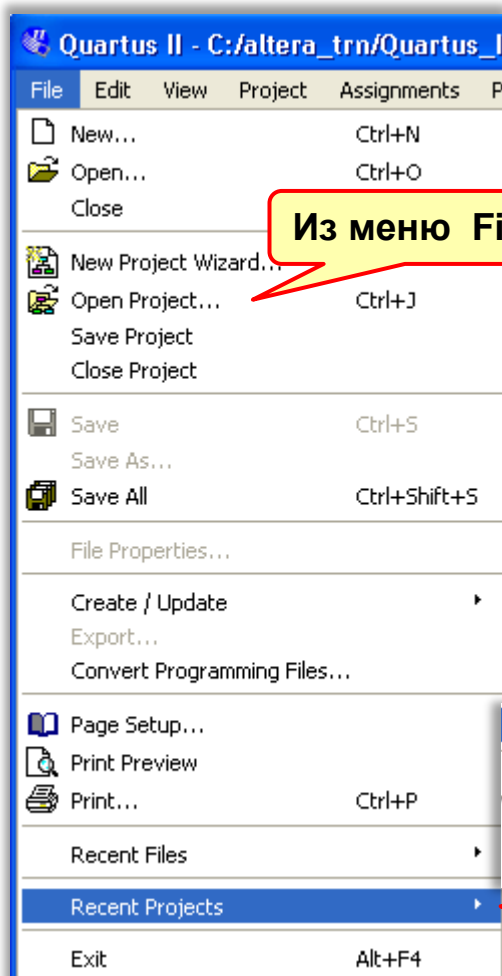 Quartus II - C:/altera_trn/Quartus_I
File Edit View Project Assignments P
New... Ctrl+N
Open... Ctrl+O
Close
Из меню Fi
New Project Wizard...
Open Project... Ctrl+J
Save Project
Close Project
Save Ctrl+S
Save As...
Save All Ctrl+Shift+S
File Properties...
Create / Update
Export...
Convert Programming Files...
Page Setup...
Print Preview
Print... Ctrl+P
Recent Files
Recent Projects
Exit Alt+F4